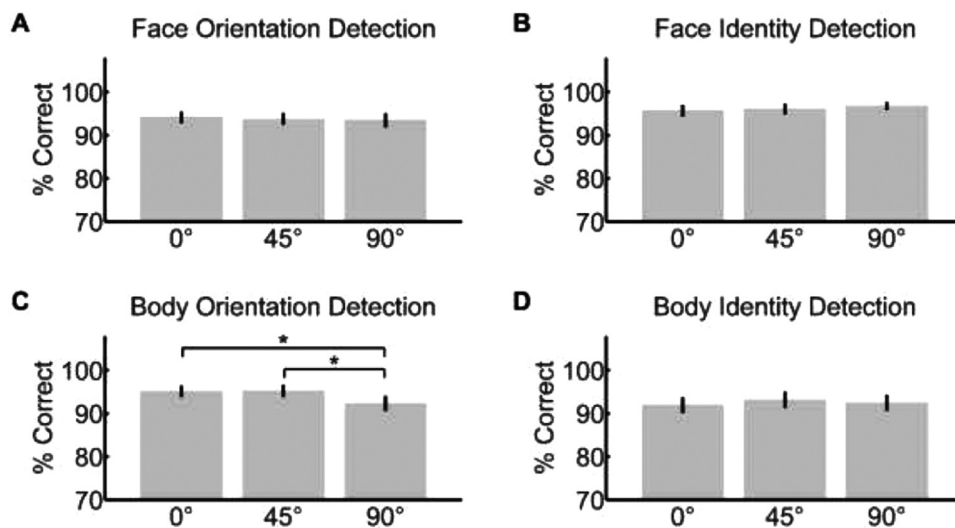 A Face Orientation Detection
% Correct
100
90
80
70
0° 45° 90°
B Face Identity Detection
% Correct
100
90
80
70
0° 45° 90°
C Body Orientation Detection
% Correct
100
90
80
70
*
*
0° 45° 90°
D Body Identity Detection
% Correct
100
90
80
70
0° 45° 90°